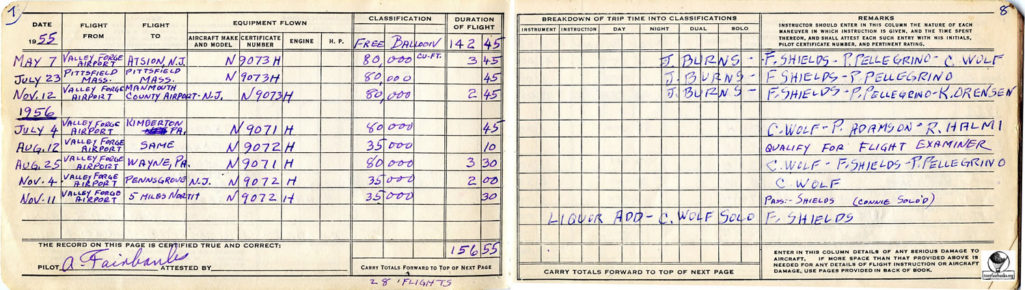 7
DATE FLIGHT FROM FLIGHT TO EQUIPMENT FLOWN CLASSIFICATION DURATION OF FLIGHT
AIRCRAFT MAKE AND MODEL CERTIFICATE NUMBER ENGINE H. P.
1955 FREE BALLOON 142 45
MAY 7 VALLEY FORGE AIRPORT ATSION, N.J. N9073H 80,000 CU-FT. 3 45
JULY 23 PITTSFIELD MASS. PITTSFIELD MASS. N9073H 80,000 45
NOV. 12 VALLEY FORGE AIRPORT MANMOUTH COUNTY AIRPORT - N.J. N9073H 80,000 2 45
1956
JULY 4 VALLEY FORGE AIRPORT KIMBERTON PA. N9071H 80000 45
AUG. 12 VALLEY FORGE AIRPORT SAME N9072H 35000 10
AUG. 25 VALLEY FORGE AIRPORT WAYNE, PA. N9071H 80000 3 30
NOV. 4 VALLEY FORGE AIRPORT PENNSGROVE N.J. N9072H 35000 2 00
NOV. 11 VALLEY FORGE AIRPORT 5 MILES NORTH N9072H 35000 30
THE RECORD ON THIS PAGE IS CERTIFIED TRUE AND CORRECT: 156 55
PILOT A. Fairbanks ATTESTED BY CARRY TOTALS FORWARD TO TOP OF NEXT PAGE
28 FLIGHTS
8
BREAKDOWN OF TRIP TIME INTO CLASSIFICATIONS REMARKS
INSTRUMENT INSTRUCTION DAY NIGHT DUAL SOLO
INSTRUCTOR SHOULD ENTER IN THIS COLUMN THE NATURE OF EACH
MANEUVER IN WHICH INSTRUCTION IS GIVEN, AND THE TIME SPENT
THEREON, AND SHALL ATTEST EACH SUCH ENTRY WITH HIS INITIALS,
PILOT CERTIFICATE NUMBER, AND PERTINENT RATING.
J. BURNS - F. SHIELDS - P. PELLEGRINO - C. WOLF
J. BURNS - F SHIELDS - P. PELLEGRINO
J. BURNS - F. SHIELDS - P. PELLEGRINO - K. ORENSEN
C. WOLF - P. ADAMSON - R. HALMI
QUALIFY FOR FLIGHT EXAMINER
C. WOLF - F. SHIELDS - P. PELLEGRINO
C. WOLF
PASS:- SHIELDS (CONNIE SOLO'D)
LIQUOR ADD - C. WOLF SOLO F. SHIELDS
ENTER IN THIS COLUMN DETAILS OF ANY SERIOUS DAMAGE TO
AIRCRAFT. IF MORE SPACE THAN THAT PROVIDED ABOVE IS
NEEDED FOR ANY DETAILS OF FLIGHT INSTRUCTION OR AIRCRAFT
DAMAGE, USE PAGES PROVIDED IN BACK OF BOOK.
CARRY TOTALS FORWARD TO TOP OF NEXT PAGE